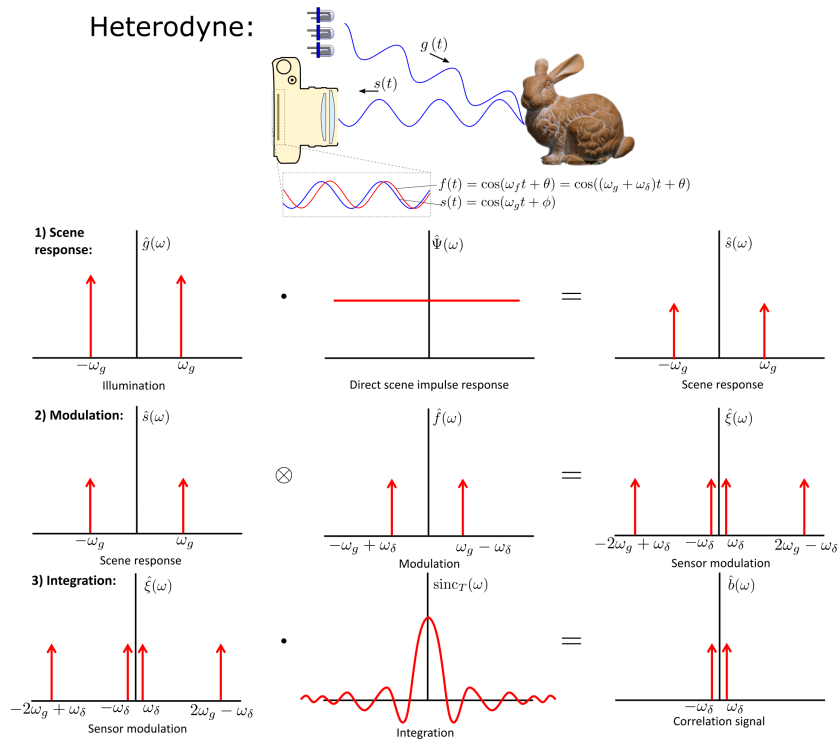 Heterodyne:
g(t)
s(t)
f(t) = cos(ω_f t + θ) = cos((ω_g + ω_δ)t + θ)
s(t) = cos(ω_g t + ϕ)
1) Scene response:
ĝ(ω)
·
Ψ̂(ω)
=
ŝ(ω)
−ω_g ω_g
−ω_g ω_g
Illumination
Direct scene impulse response
Scene response
2) Modulation:
ŝ(ω)
⊗
f̂(ω)
=
ξ̂(ω)
−ω_g ω_g
−ω_g + ω_δ ω_g − ω_δ
−2ω_g + ω_δ −ω_δ ω_δ 2ω_g − ω_δ
Scene response
Modulation
Sensor modulation
3) Integration:
ξ̂(ω)
·
sinc_T(ω)
=
b̂(ω)
−2ω_g + ω_δ −ω_δ ω_δ 2ω_g − ω_δ
−ω_δ ω_δ
Sensor modulation
Integration
Correlation signal